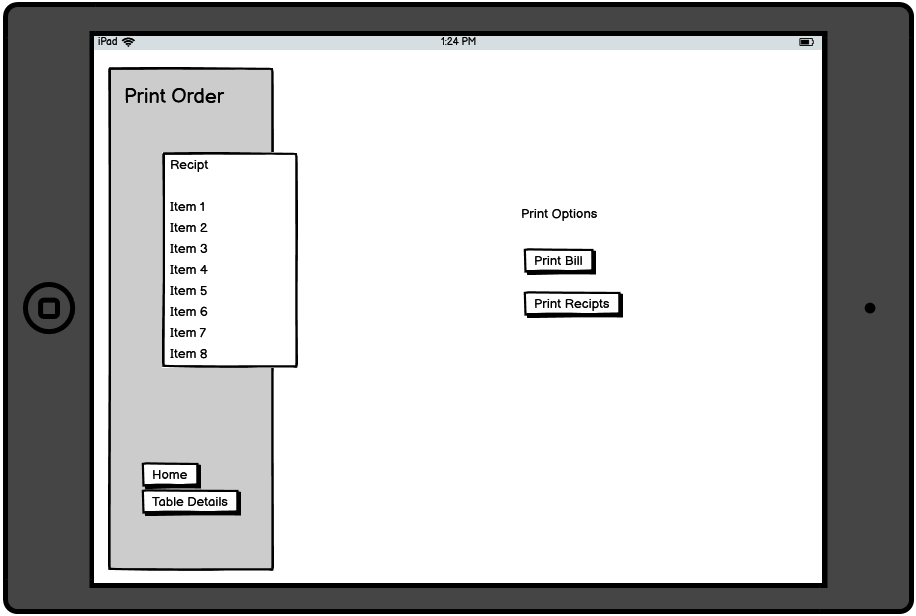 iPad
1:24 PM
Print Order
Recipt
Item 1
Item 2
Item 3
Item 4
Item 5
Item 6
Item 7
Item 8
Print Options
Print Bill
Print Recipts
Home
Table Details